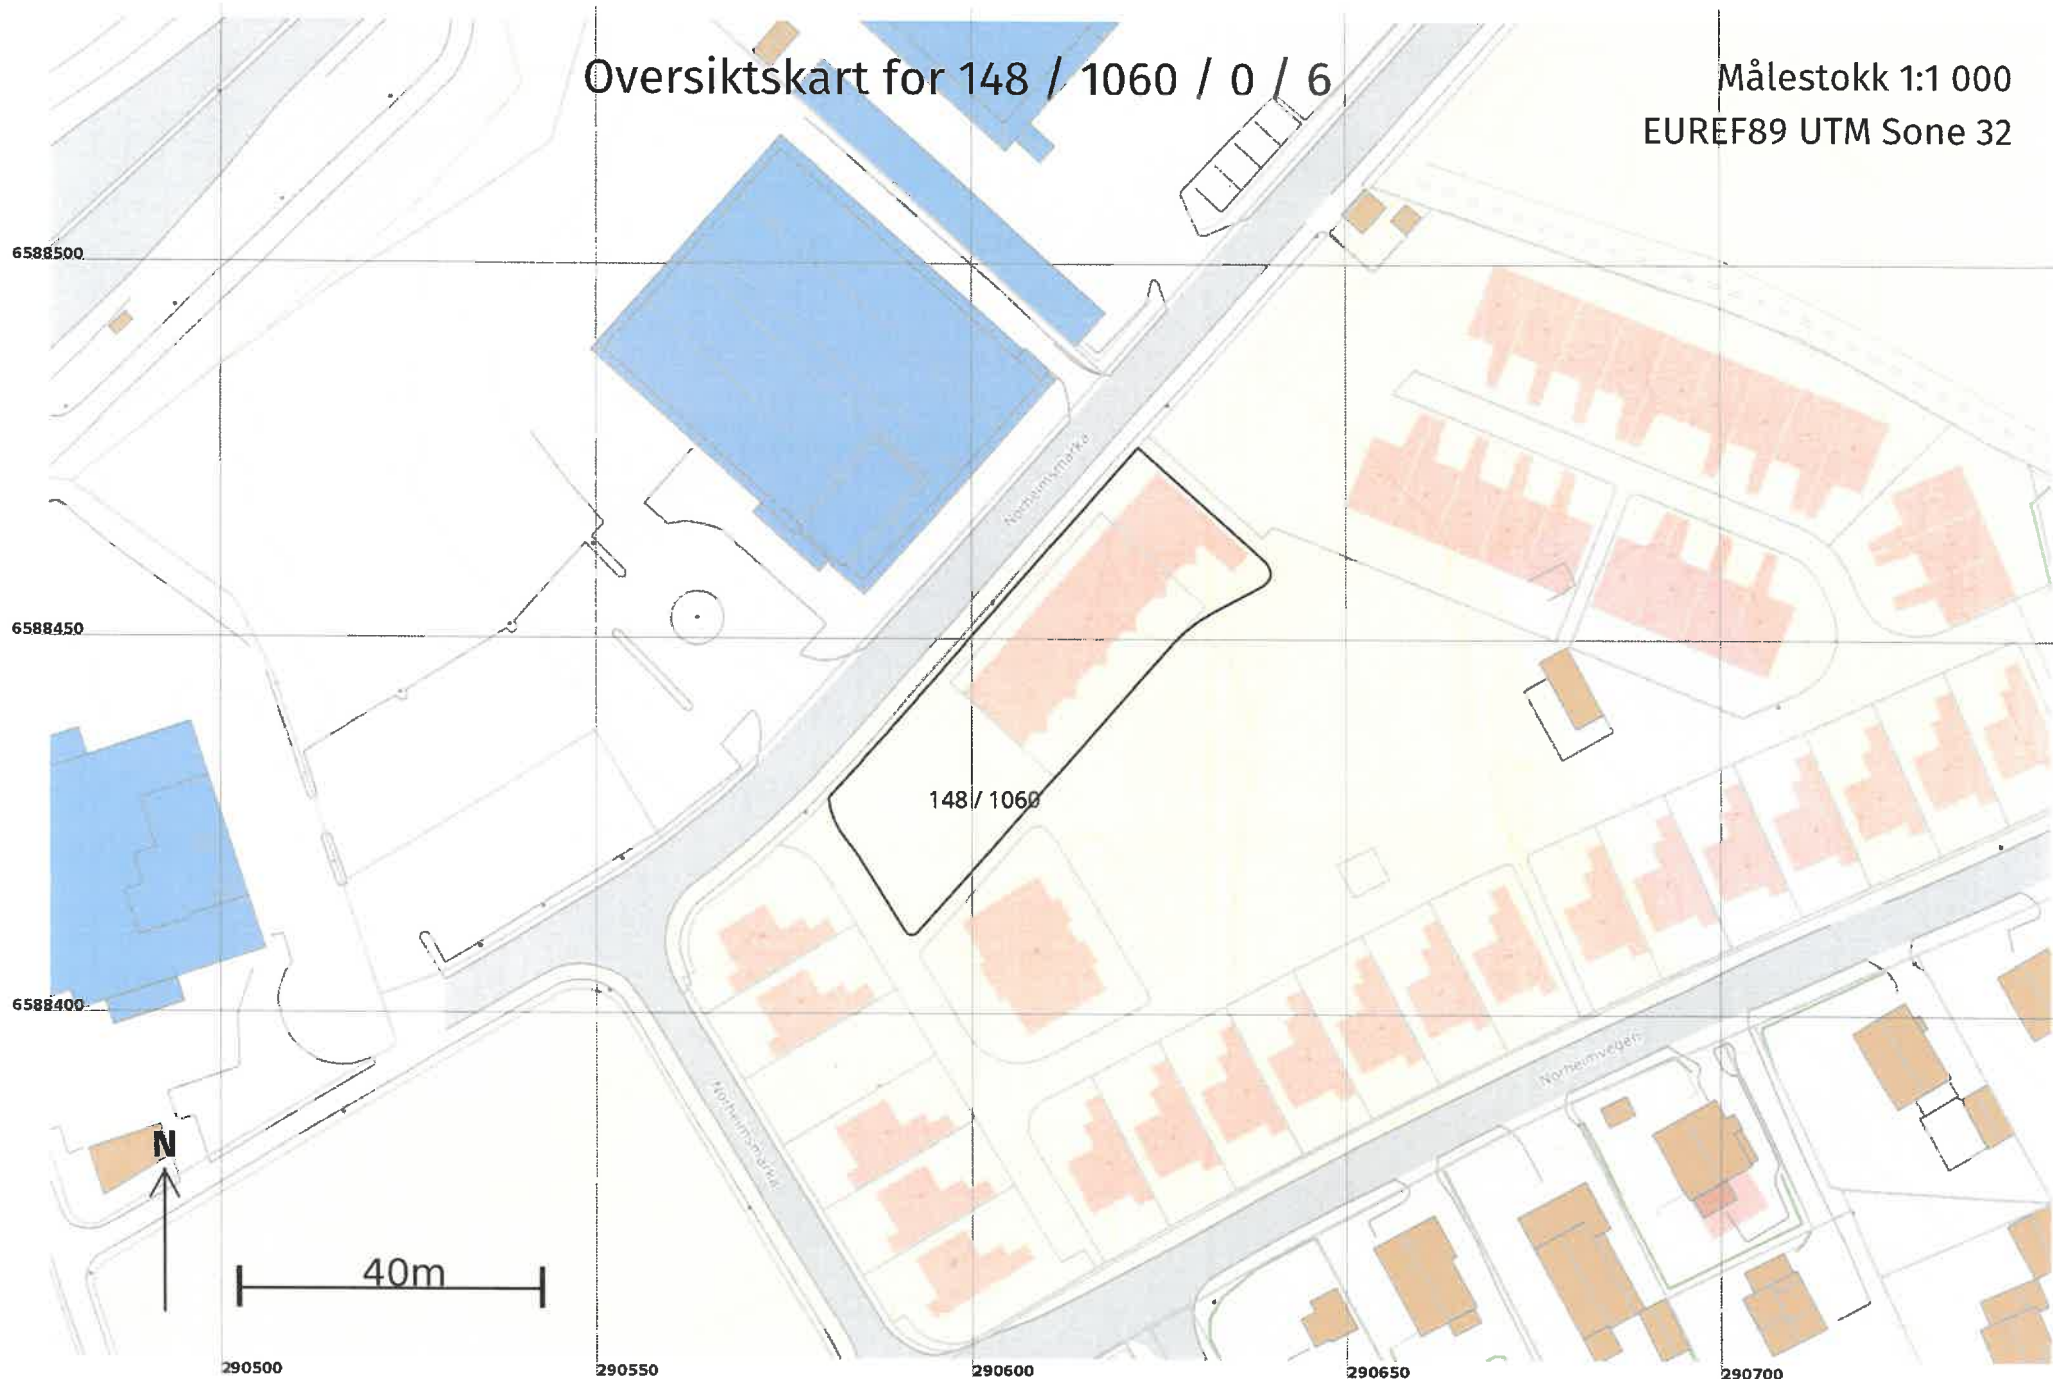 Oversiktskart for 148 / 1060 / 0 / 6
Målestokk 1:1 000
EUREF89 UTM Sone 32
6588500
Norheimsmarka
6588450
148 / 1060
6588400
Norheimvegen
Norheimsmarka
N
40m
290500
290550
290600
290650
290700